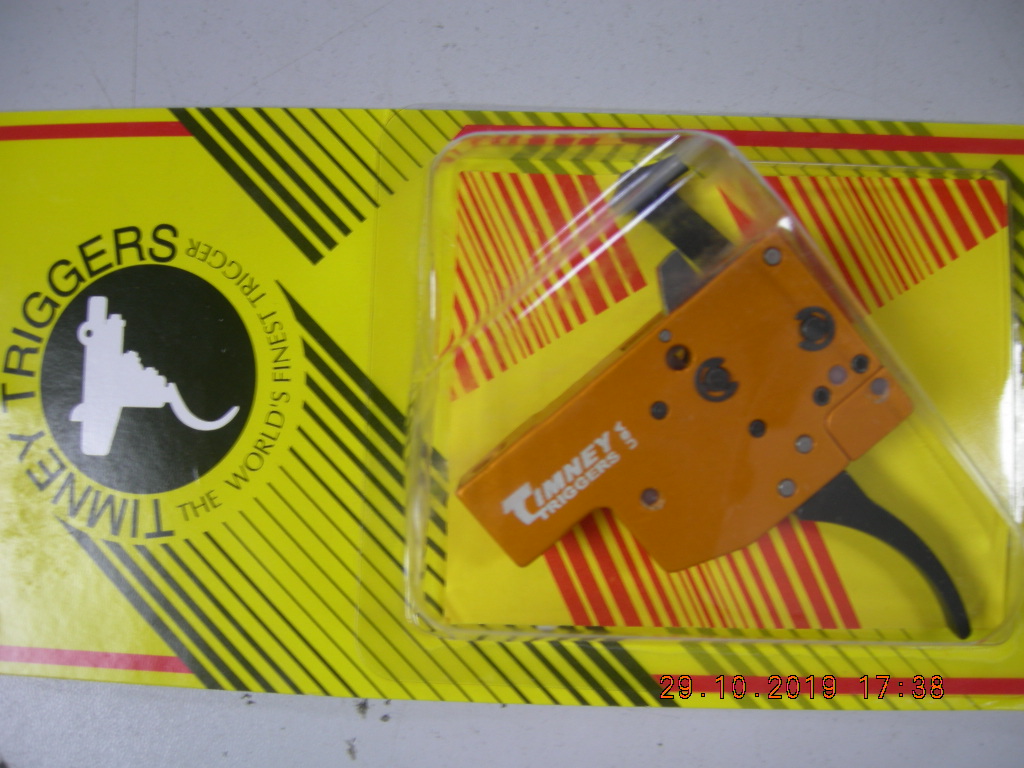 TIMNEY TRIGGERS
THE WORLD'S FINEST TRIGGER
TIMNEY
TRIGGERS
USA
29.10.2019 17:38